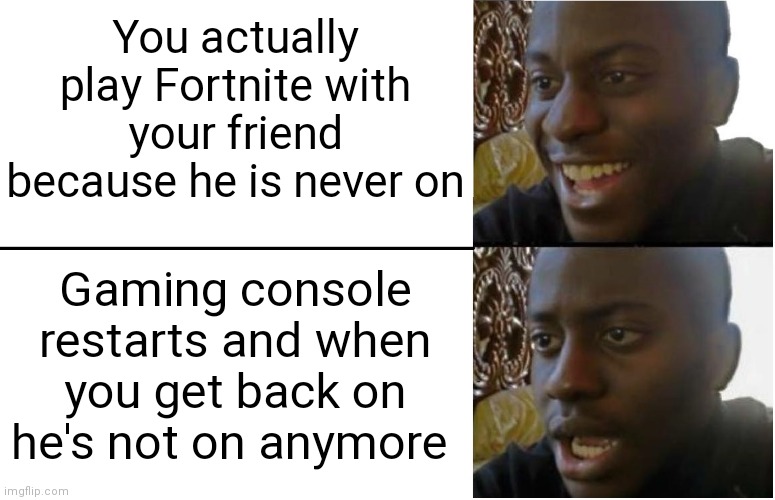 You actually
play Fortnite with
your friend
because he is never on
Gaming console
restarts and when
you get back on
he's not on anymore
imgflip.com